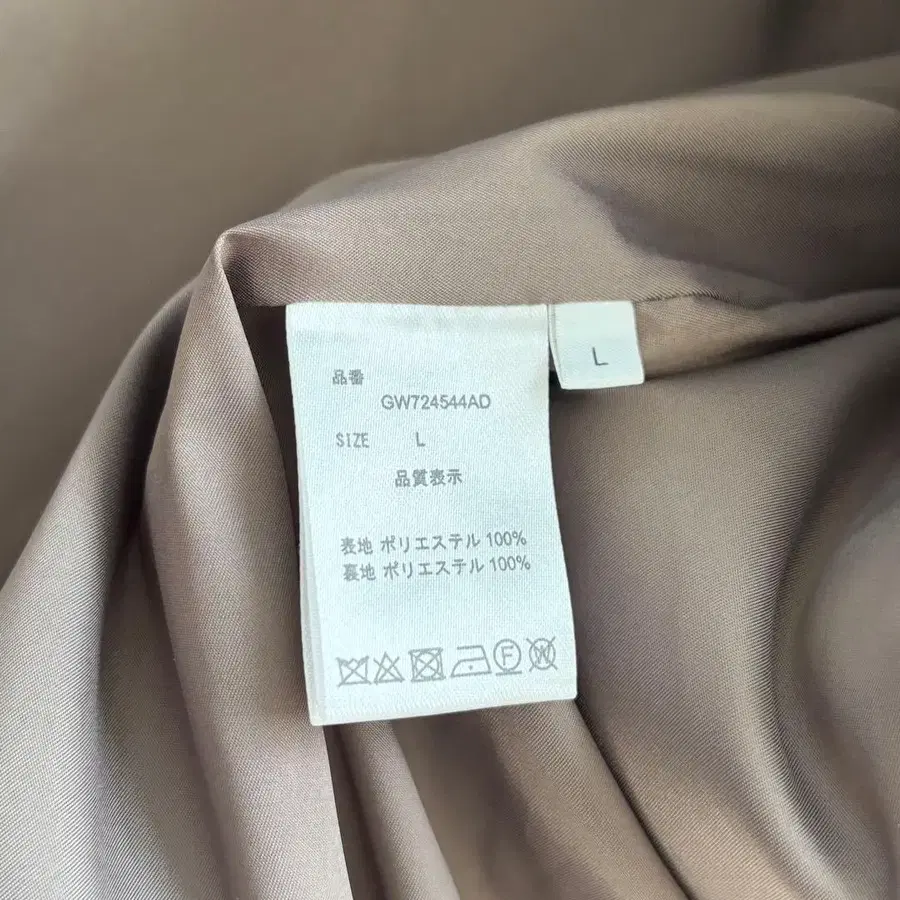 品番
GW724544AD
SIZE L
品質表示
表地 ポリエステル 100%
裏地 ポリエステル 100%
F W
L